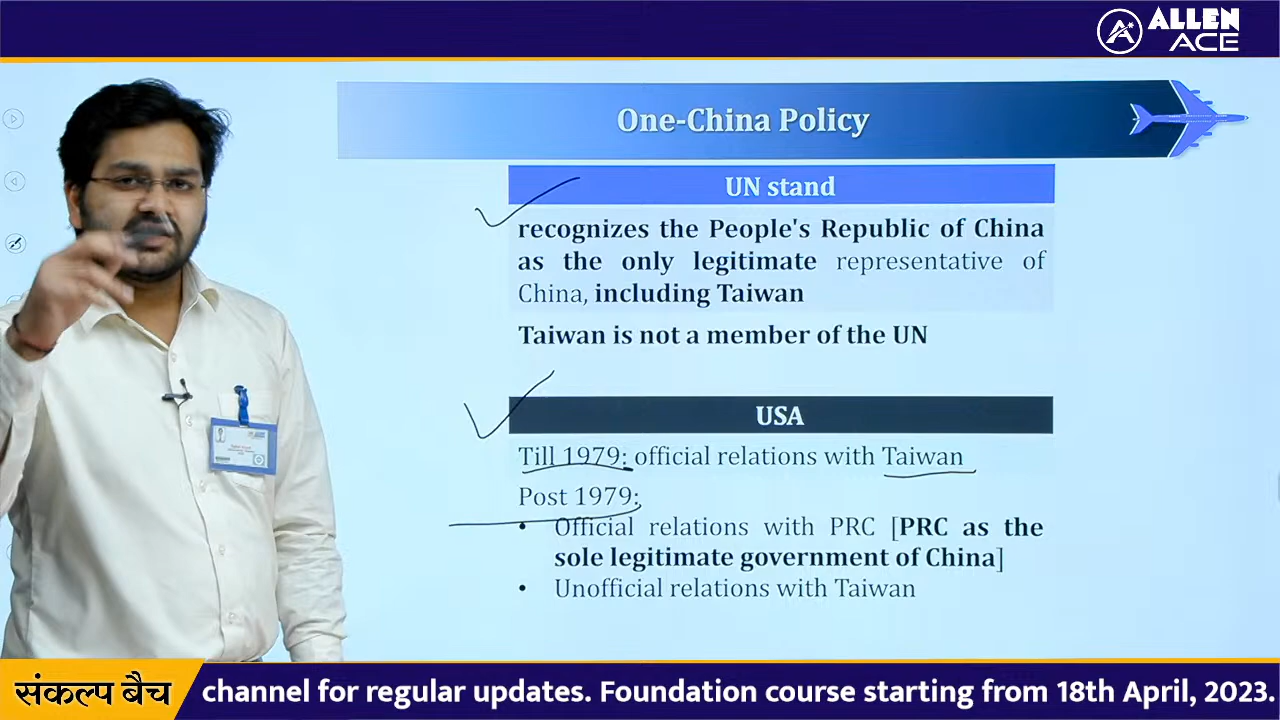 ALLEN
ACE
One-China Policy
UN stand
recognizes the People's Republic of China
as the only legitimate representative of
China, including Taiwan
Taiwan is not a member of the UN
USA
Till 1979: official relations with Taiwan
Post 1979:
• Official relations with PRC [PRC as the
sole legitimate government of China]
• Unofficial relations with Taiwan
संकल्प बैच channel for regular updates. Foundation course starting from 18th April, 2023.